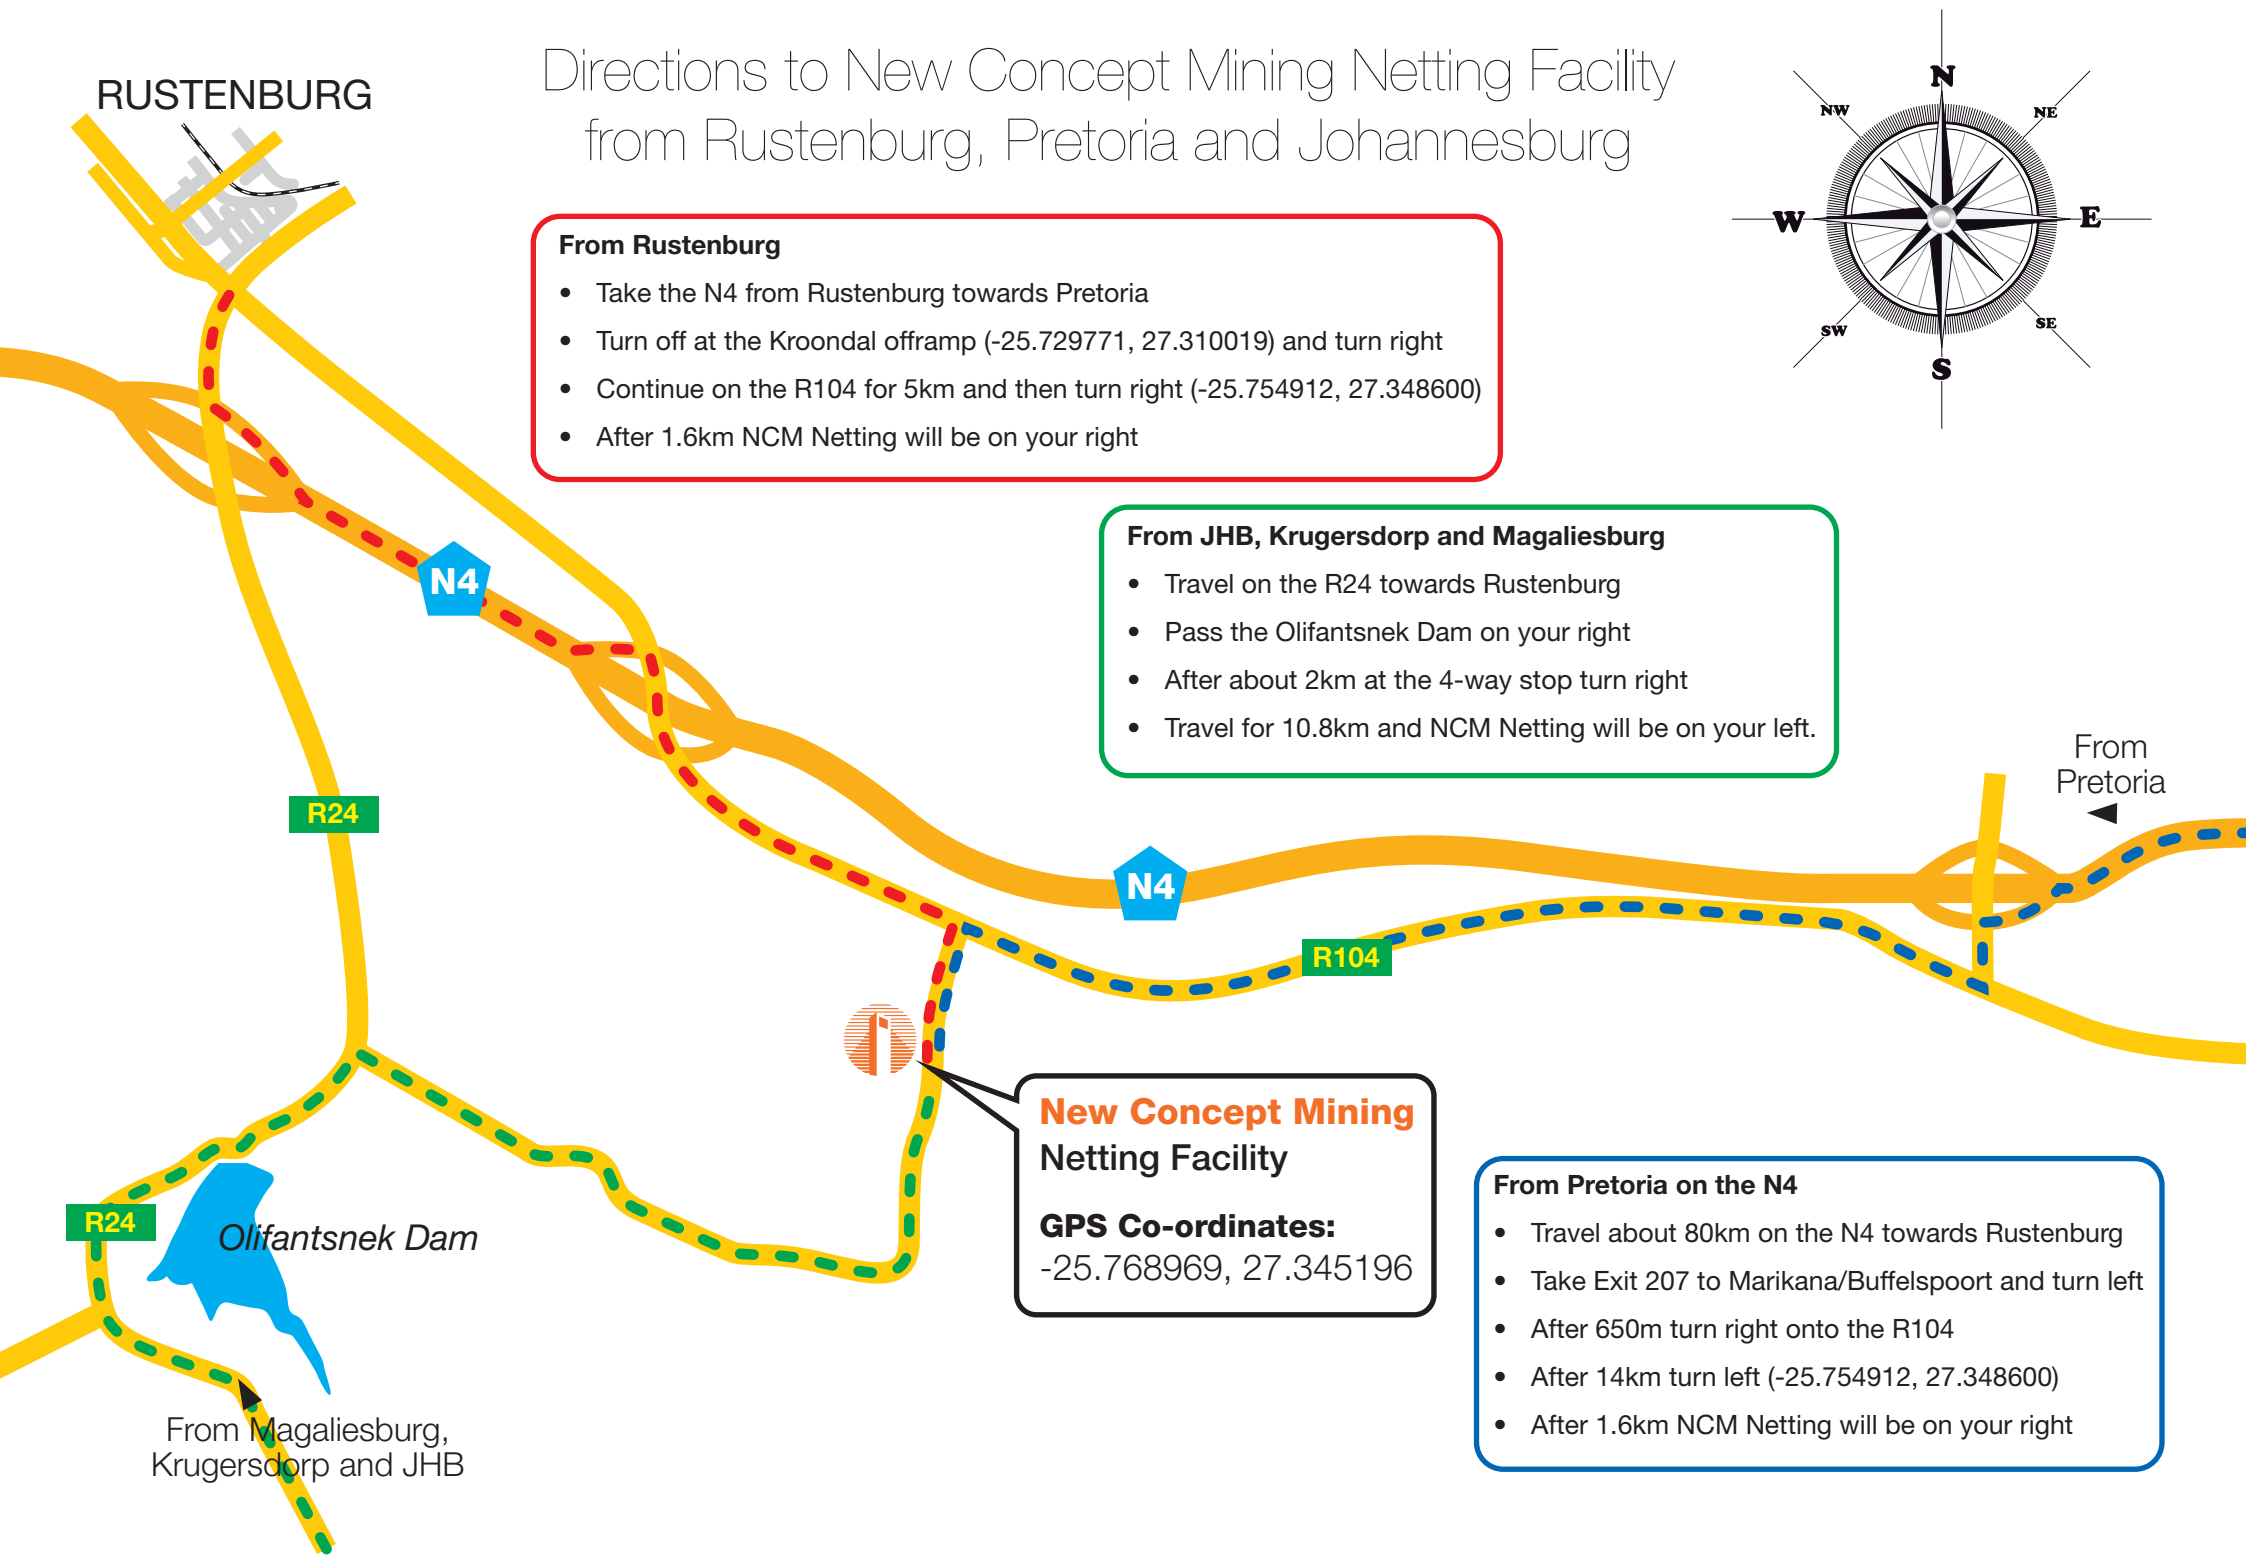 Directions to New Concept Mining Netting Facility
from Rustenburg, Pretoria and Johannesburg
RUSTENBURG
N
NE
E
SE
S
SW
W
NW
From Rustenburg
• Take the N4 from Rustenburg towards Pretoria
• Turn off at the Kroondal offramp (-25.729771, 27.310019) and turn right
• Continue on the R104 for 5km and then turn right (-25.754912, 27.348600)
• After 1.6km NCM Netting will be on your right
From JHB, Krugersdorp and Magaliesburg
• Travel on the R24 towards Rustenburg
• Pass the Olifantsnek Dam on your right
• After about 2km at the 4-way stop turn right
• Travel for 10.8km and NCM Netting will be on your left.
N4
From
Pretoria
R24
N4
R104
New Concept Mining
Netting Facility
GPS Co-ordinates:
-25.768969, 27.345196
From Pretoria on the N4
• Travel about 80km on the N4 towards Rustenburg
• Take Exit 207 to Marikana/Buffelspoort and turn left
• After 650m turn right onto the R104
• After 14km turn left (-25.754912, 27.348600)
• After 1.6km NCM Netting will be on your right
R24
Olifantsnek Dam
From Magaliesburg,
Krugersdorp and JHB